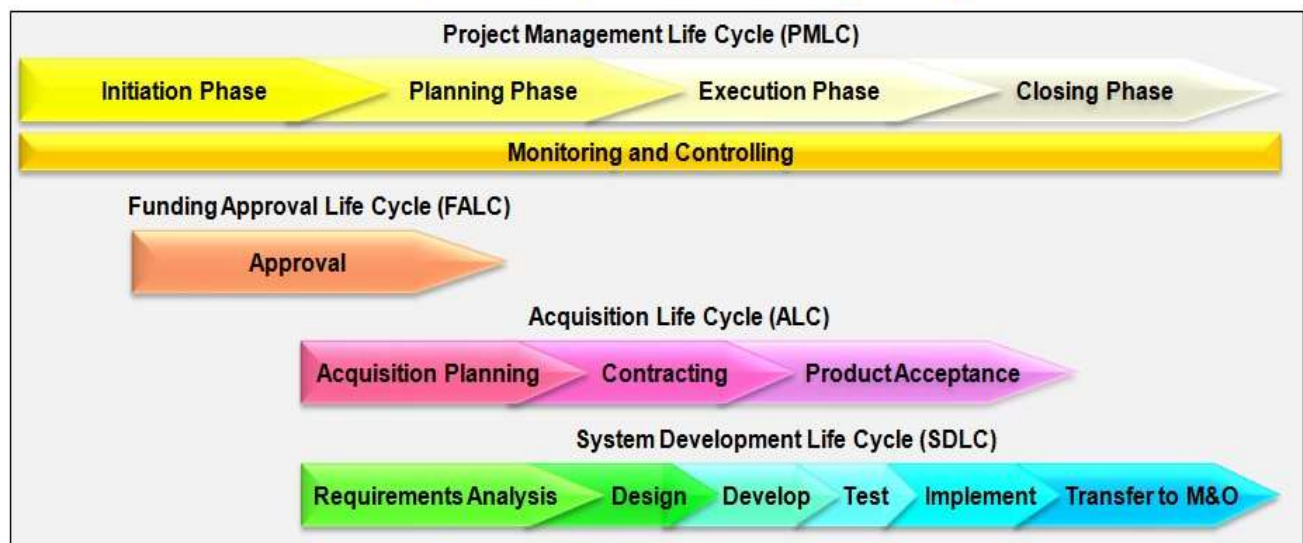 Project Management Life Cycle (PMLC)
Initiation Phase Planning Phase Execution Phase Closing Phase
Monitoring and Controlling
Funding Approval Life Cycle (FALC)
Approval
Acquisition Life Cycle (ALC)
Acquisition Planning Contracting Product Acceptance
System Development Life Cycle (SDLC)
Requirements Analysis Design Develop Test Implement Transfer to M&O